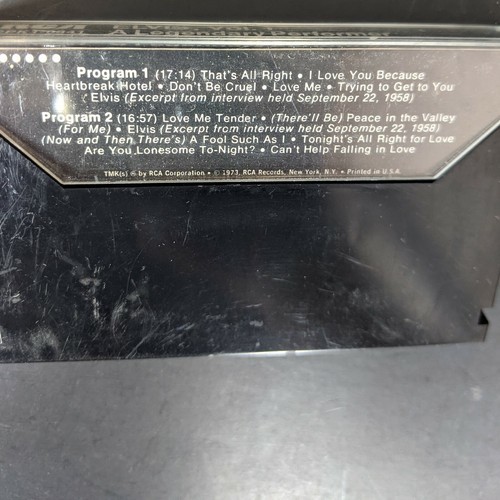 A Legendary Performer
Program 1 (17:14) That's All Right • I Love You Because
Heartbreak Hotel • Don't Be Cruel • Love Me • Trying to Get to You
Elvis (Excerpt from interview held September 22, 1958)
Program 2 (16:57) Love Me Tender • (There'll Be) Peace in the Valley
(For Me) • Elvis (Excerpt from interview held September 22, 1958)
(Now and Then There's) A Fool Such As I • Tonight's All Right for Love
Are You Lonesome To-Night? • Can't Help Falling in Love
TMK(s) ® by RCA Corporation • © 1973, RCA Records, New York, N.Y. • Printed in U.S.A.